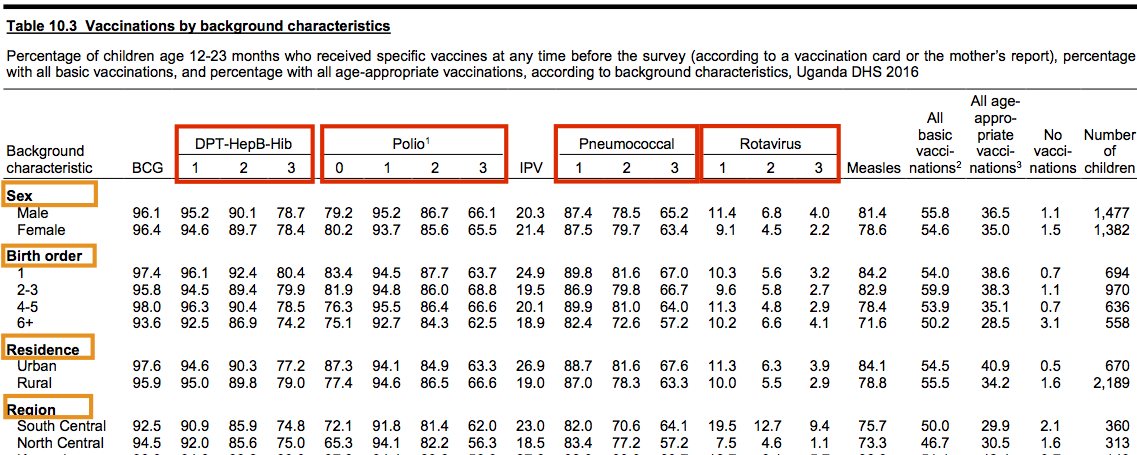 Table 10.3 Vaccinations by background characteristics
Percentage of children age 12-23 months who received specific vaccines at any time before the survey (according to a vaccination card or the mother's report), percentage
with all basic vaccinations, and percentage with all age-appropriate vaccinations, according to background characteristics, Uganda DHS 2016
All age-
All appro-
DPT-HepB-Hib Polio¹ Pneumococcal Rotavirus basic priate No Number
Background vacci- vacci- vacci- of
characteristic BCG 1 2 3 0 1 2 3 IPV 1 2 3 1 2 3 Measles nations² nations³ nations children
Sex
Male 96.1 95.2 90.1 78.7 79.2 95.2 86.7 66.1 20.3 87.4 78.5 65.2 11.4 6.8 4.0 81.4 55.8 36.5 1.1 1,477
Female 96.4 94.6 89.7 78.4 80.2 93.7 85.6 65.5 21.4 87.5 79.7 63.4 9.1 4.5 2.2 78.6 54.6 35.0 1.5 1,382
Birth order
1 97.4 96.1 92.4 80.4 83.4 94.5 87.7 63.7 24.9 89.8 81.6 67.0 10.3 5.6 3.2 84.2 54.0 38.6 0.7 694
2-3 95.8 94.5 89.4 79.9 81.9 94.8 86.0 68.8 19.5 86.9 79.8 66.7 9.6 5.8 2.7 82.9 59.9 38.3 1.1 970
4-5 98.0 96.3 90.4 78.5 76.3 95.5 86.4 66.6 20.1 89.9 81.0 64.0 11.3 4.8 2.9 78.4 53.9 35.1 0.7 636
6+ 93.6 92.5 86.9 74.2 75.1 92.7 84.3 62.5 18.9 82.4 72.6 57.2 10.2 6.6 4.1 71.6 50.2 28.5 3.1 558
Residence
Urban 97.6 94.6 90.3 77.2 87.3 94.1 84.9 63.3 26.9 88.7 81.6 67.6 11.3 6.3 3.9 84.1 54.5 40.9 0.5 670
Rural 95.9 95.0 89.8 79.0 77.4 94.6 86.5 66.6 19.0 87.0 78.3 63.3 10.0 5.5 2.9 78.8 55.5 34.2 1.6 2,189
Region
South Central 92.5 90.9 85.9 74.8 72.1 91.8 81.4 62.0 23.0 82.0 70.6 64.1 19.5 12.7 9.4 75.7 50.0 29.9 2.1 360
North Central 94.5 92.0 85.6 75.0 65.3 94.1 82.2 56.3 18.5 83.4 77.2 57.2 7.5 4.6 1.1 73.3 46.7 30.5 1.6 313